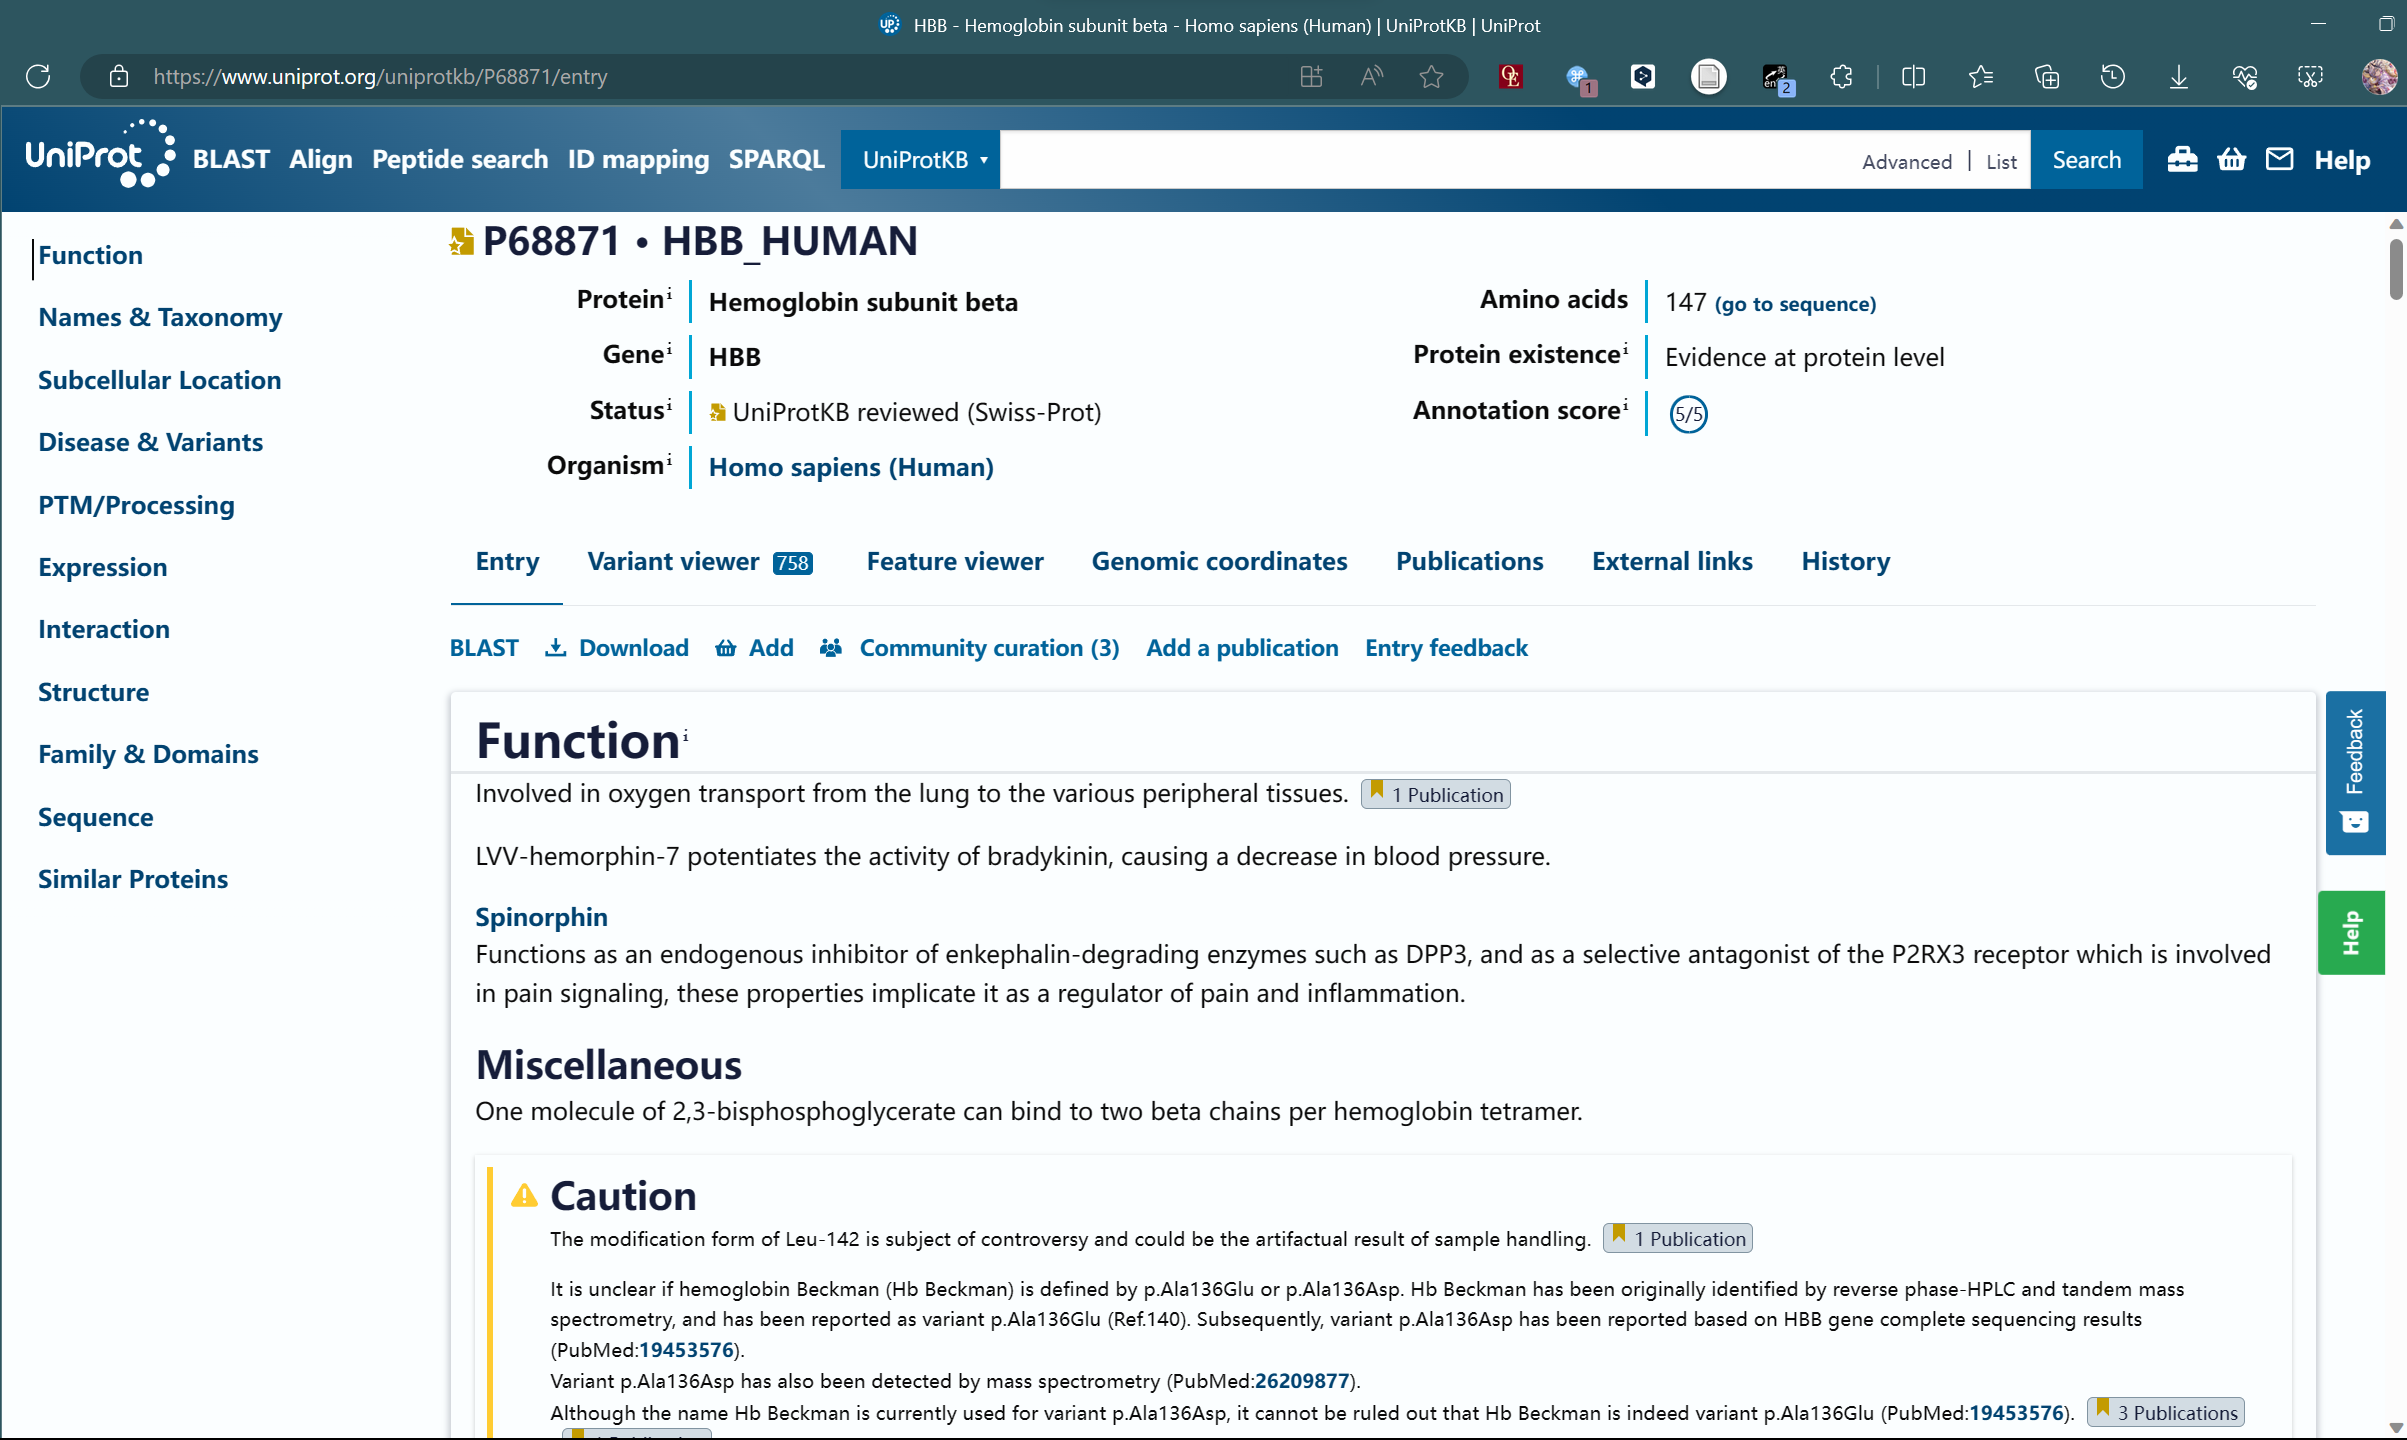 HBB - Hemoglobin subunit beta - Homo sapiens (Human) | UniProtKB | UniProt
https://www.uniprot.org/uniprotkb/P68871/entry
1
2
UniProt BLAST Align Peptide search ID mapping SPARQL UniProtKB Advanced | List Search Help
Function
Names & Taxonomy
Subcellular Location
Disease & Variants
PTM/Processing
Expression
Interaction
Structure
Family & Domains
Sequence
Similar Proteins
P68871 • HBB_HUMAN
Protein i Hemoglobin subunit beta
Gene i HBB
Status i UniProtKB reviewed (Swiss-Prot)
Organism i Homo sapiens (Human)
Amino acids 147 (go to sequence)
Protein existence i Evidence at protein level
Annotation score i 5/5
Entry Variant viewer 758 Feature viewer Genomic coordinates Publications External links History
BLAST Download Add Community curation (3) Add a publication Entry feedback
Function i
Involved in oxygen transport from the lung to the various peripheral tissues. 1 Publication
LVV-hemorphin-7 potentiates the activity of bradykinin, causing a decrease in blood pressure.
Spinorphin
Functions as an endogenous inhibitor of enkephalin-degrading enzymes such as DPP3, and as a selective antagonist of the P2RX3 receptor which is involved
in pain signaling, these properties implicate it as a regulator of pain and inflammation.
Miscellaneous
One molecule of 2,3-bisphosphoglycerate can bind to two beta chains per hemoglobin tetramer.
Caution
The modification form of Leu-142 is subject of controversy and could be the artifactual result of sample handling. 1 Publication
It is unclear if hemoglobin Beckman (Hb Beckman) is defined by p.Ala136Glu or p.Ala136Asp. Hb Beckman has been originally identified by reverse phase-HPLC and tandem mass
spectrometry, and has been reported as variant p.Ala136Glu (Ref.140). Subsequently, variant p.Ala136Asp has been reported based on HBB gene complete sequencing results
(PubMed:19453576).
Variant p.Ala136Asp has also been detected by mass spectrometry (PubMed:26209877).
Although the name Hb Beckman is currently used for variant p.Ala136Asp, it cannot be ruled out that Hb Beckman is indeed variant p.Ala136Glu (PubMed:19453576). 3 Publications
Feedback
Help